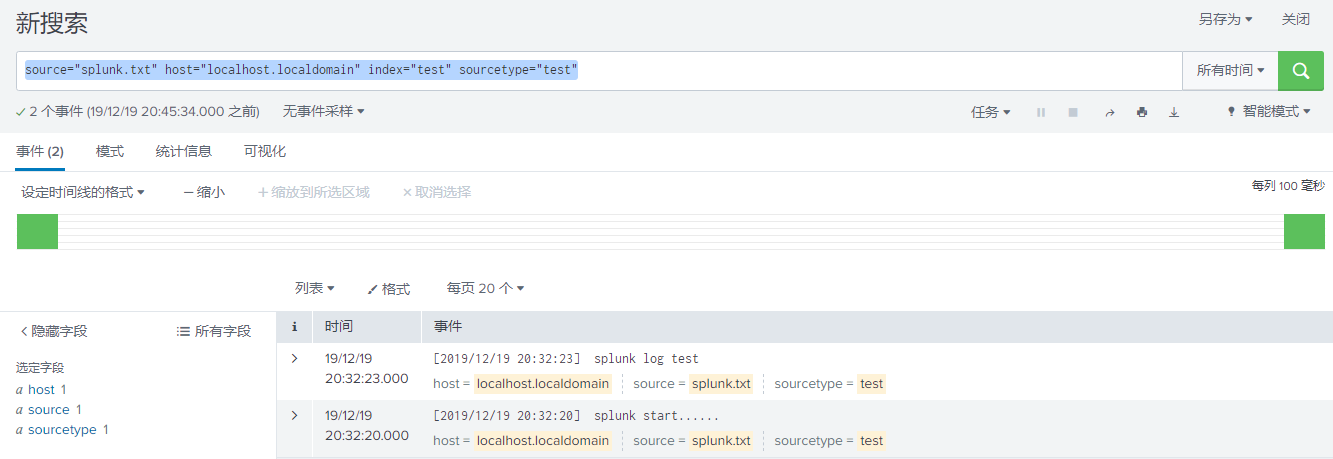 新搜索
另存为 关闭
source="splunk.txt" host="localhost.localdomain" index="test" sourcetype="test"
所有时间
2 个事件 (19/12/19 20:45:34.000 之前) 无事件采样 任务 智能模式
事件 (2) 模式 统计信息 可视化
设定时间线的格式 — 缩小 + 缩放到所选区域 × 取消选择 每列 100 毫秒
列表 格式 每页 20 个
隐藏字段 所有字段 i 时间 事件
选定字段
a host 1
a source 1
a sourcetype 1
19/12/19 [2019/12/19 20:32:23] splunk log test
20:32:23.000 host = localhost.localdomain source = splunk.txt sourcetype = test
19/12/19 [2019/12/19 20:32:20] splunk start......
20:32:20.000 host = localhost.localdomain source = splunk.txt sourcetype = test